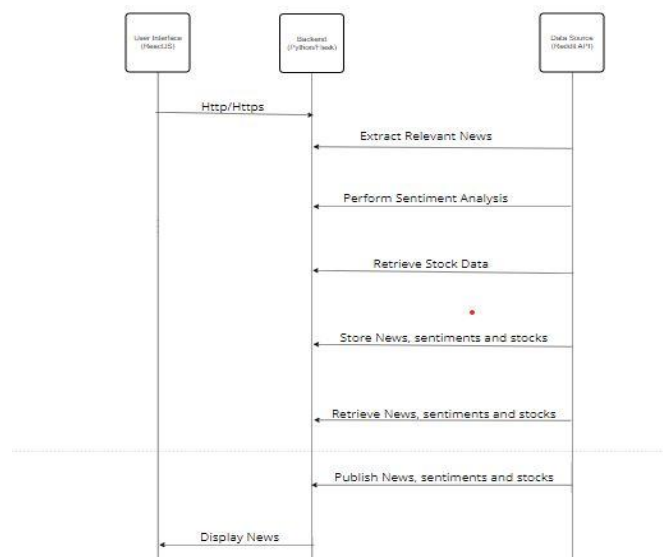 User Interface
(ReactJS)
Backend
(Python/Flask)
Data Source
(Reddit API)
Http/Https
Extract Relevant News
Perform Sentiment Analysis
Retrieve Stock Data
Store News, sentiments and stocks
Retrieve News, sentiments and stocks
Publish News, sentiments and stocks
Display News